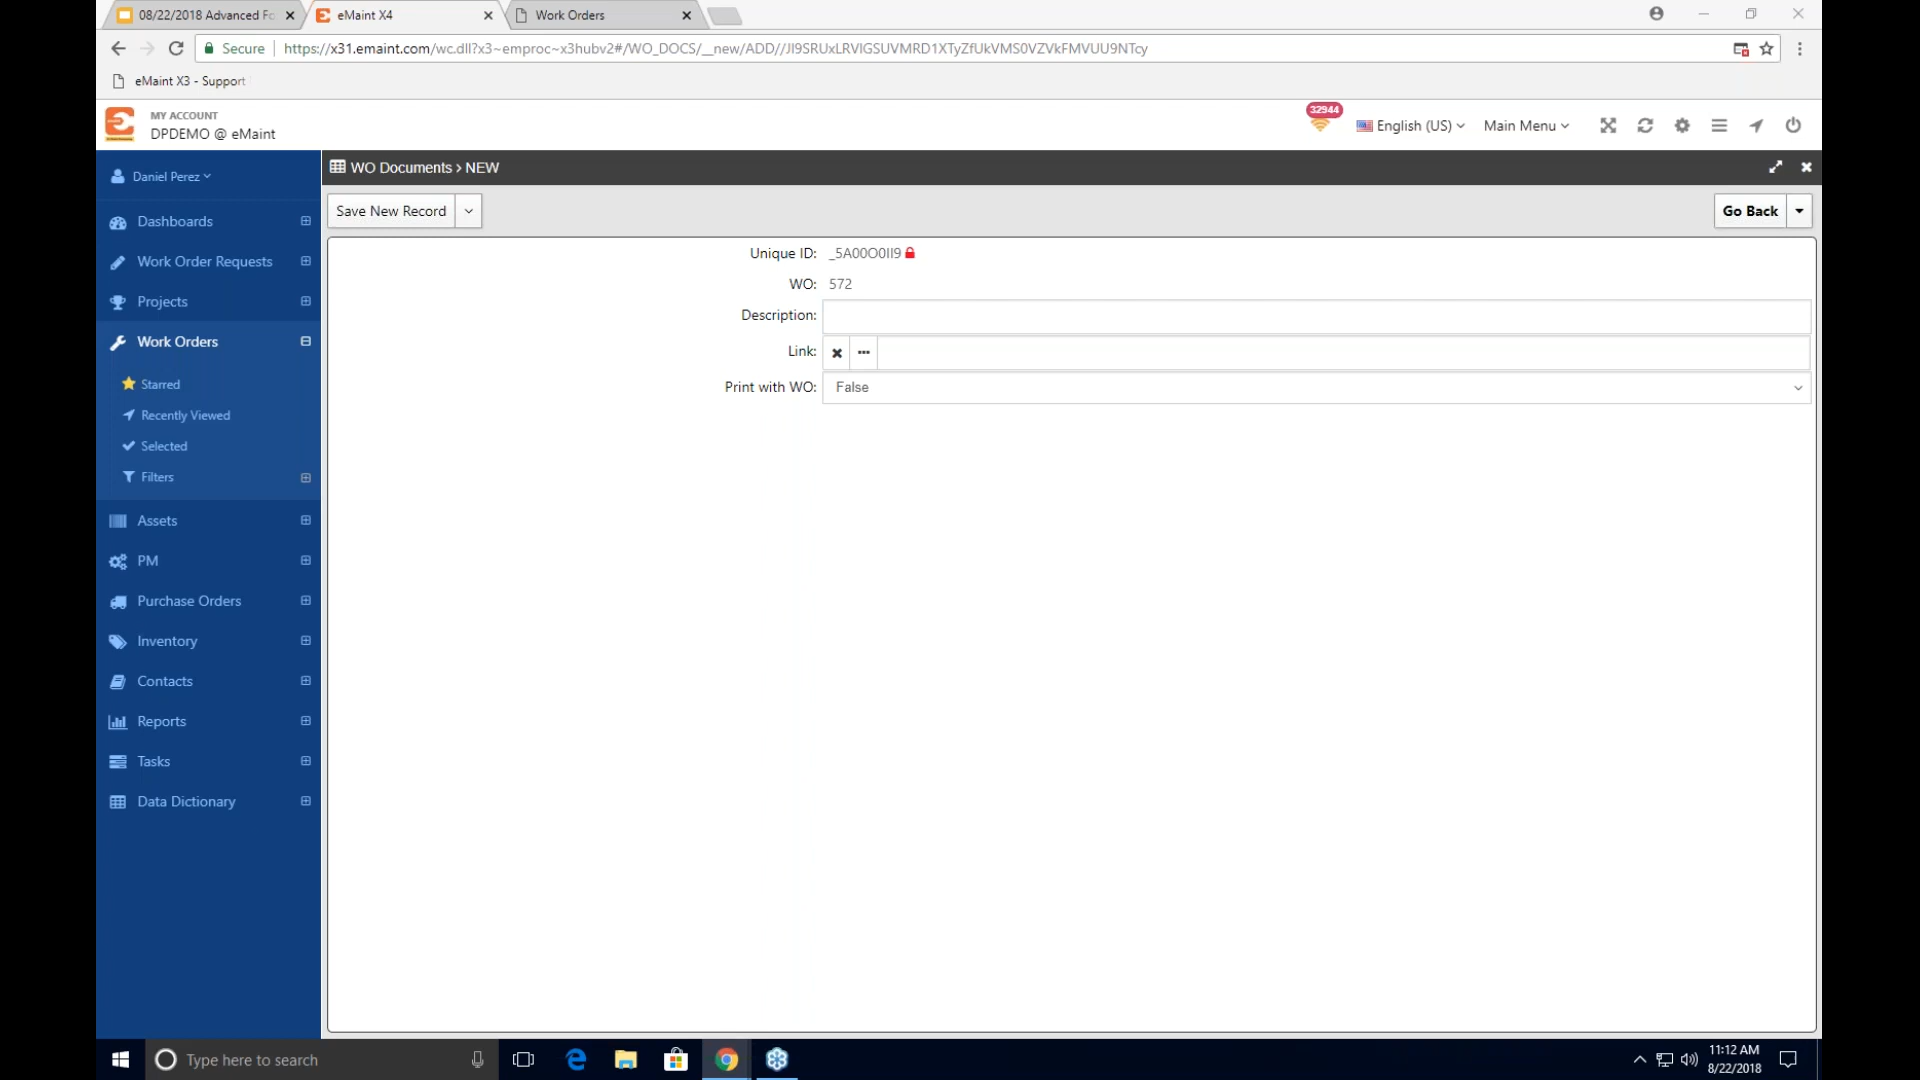 08/22/2018 Advanced Fo
eMaint X4
Work Orders
Secure
https://x31.emaint.com/wc.dll?x3~emproc~x3hubv2#/WO_DOCS/__new/ADD//JI9SRUxLRVIGSUVMRD1XTyZfUkVMS0VZVkFMVUU9NTcy
eMaint X3 - Support
MY ACCOUNT
DPDEMO @ eMaint
32944
English (US)
Main Menu
Daniel Perez
WO Documents > NEW
Save New Record
Go Back
Dashboards
Work Order Requests
Projects
Work Orders
Starred
Recently Viewed
Selected
Filters
Assets
PM
Purchase Orders
Inventory
Contacts
Reports
Tasks
Data Dictionary
Unique ID: _5A00O0II9
WO: 572
Description:
Link:
Print with WO: False
Type here to search
11:12 AM
8/22/2018